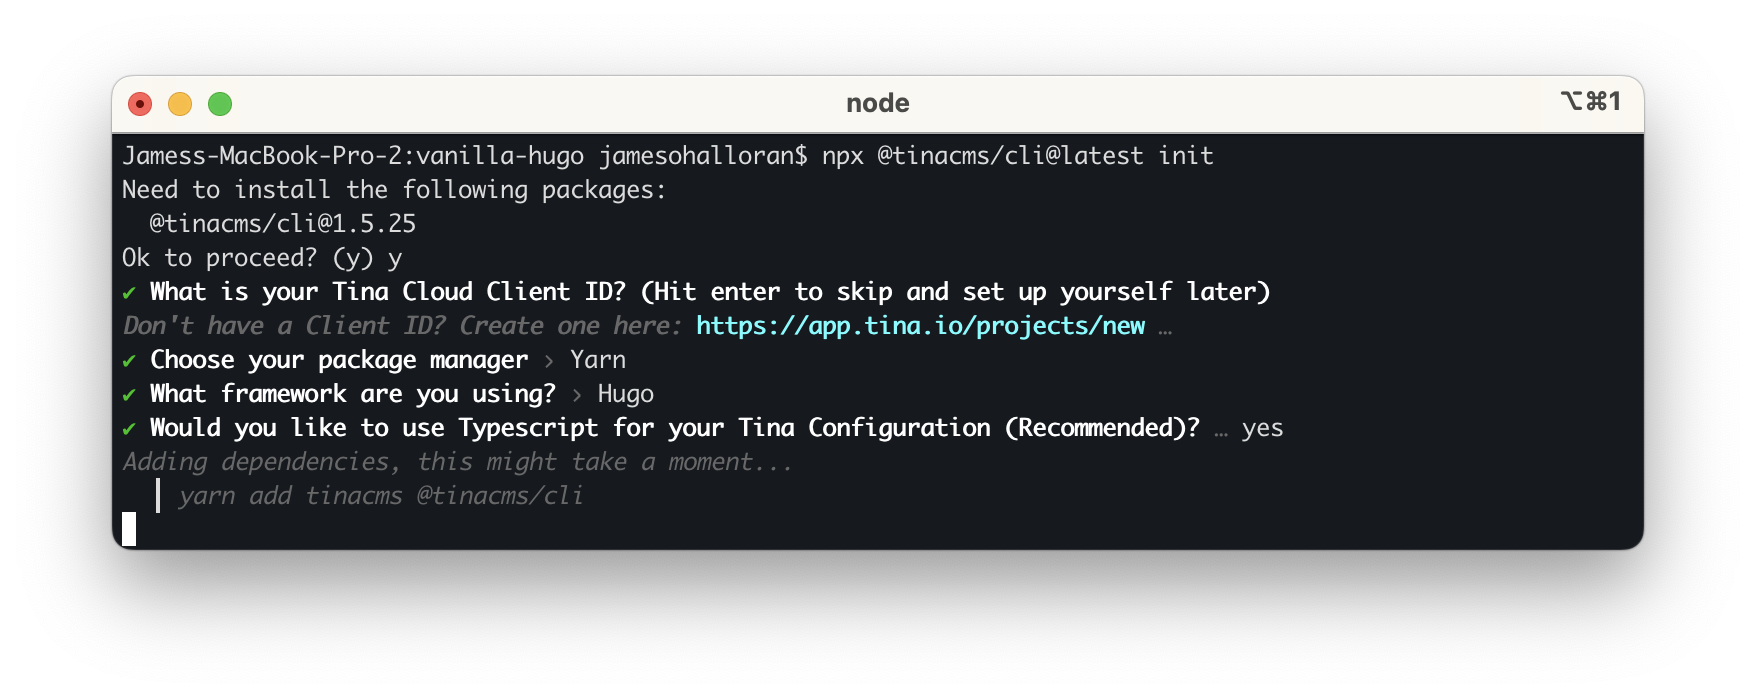 node
⌥⌘1
Jamess-MacBook-Pro-2:vanilla-hugo jamesohalloran$ npx @tinacms/cli@latest init
Need to install the following packages:
  @tinacms/cli@1.5.25
Ok to proceed? (y) y
✔ What is your Tina Cloud Client ID? (Hit enter to skip and set up yourself later)
Don't have a Client ID? Create one here: https://app.tina.io/projects/new …
✔ Choose your package manager › Yarn
✔ What framework are you using? › Hugo
✔ Would you like to use Typescript for your Tina Configuration (Recommended)? … yes
Adding dependencies, this might take a moment...
yarn add tinacms @tinacms/cli